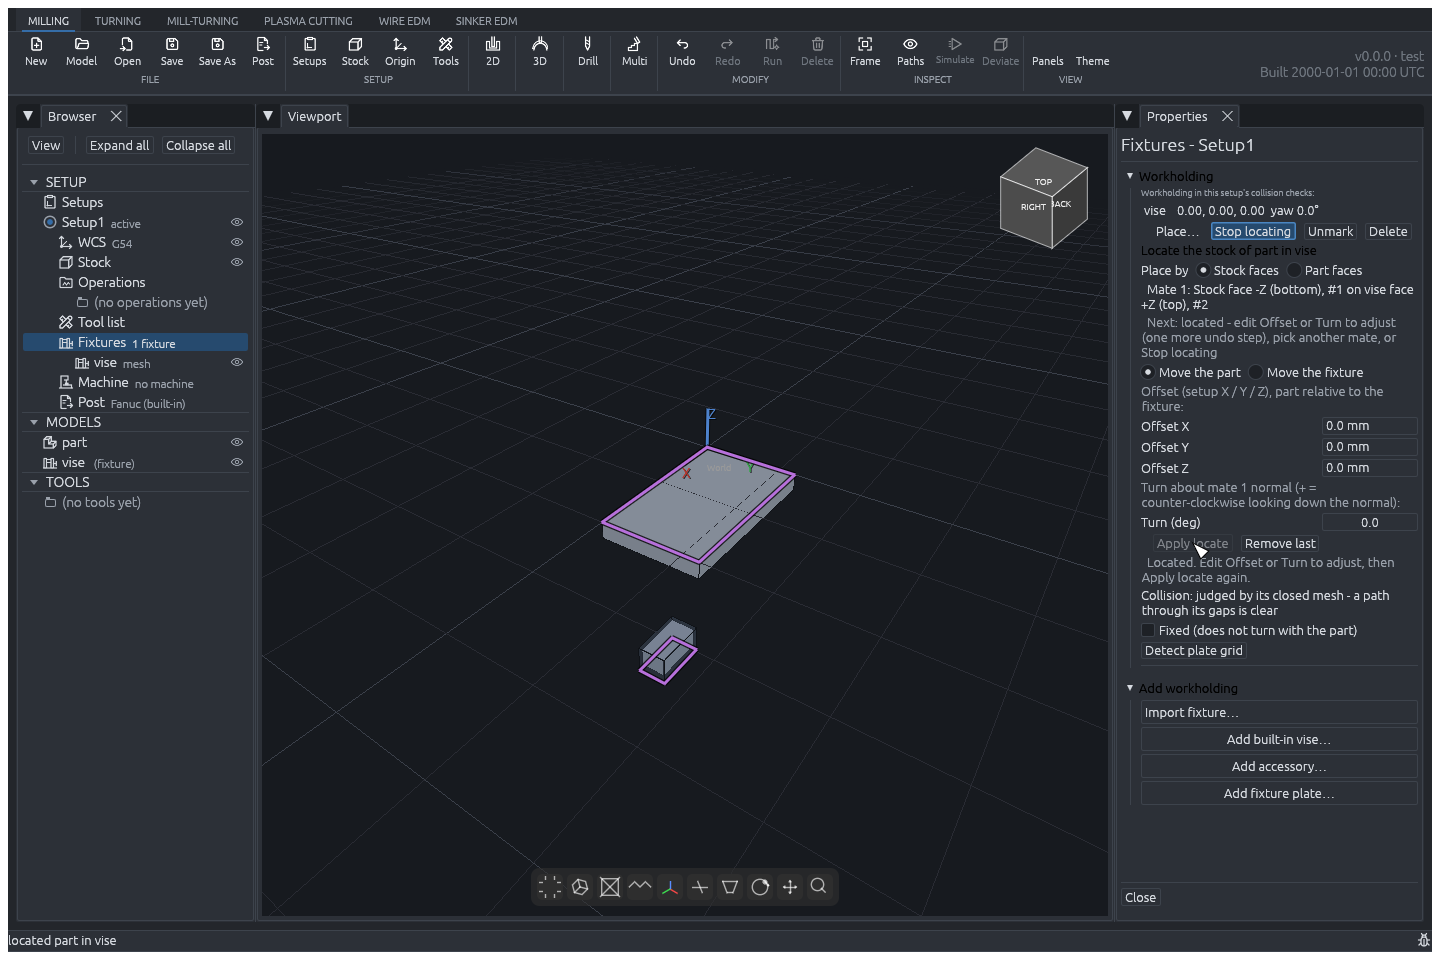 MILLING TURNING MILL-TURNING PLASMA CUTTING WIRE EDM SINKER EDM
New Model Open Save Save As Post Setups Stock Origin Tools 2D 3D Drill Multi Undo Redo Run Delete Frame Paths Simulate Deviate Panels Theme
FILE SETUP MODIFY INSPECT VIEW
v0.0.0 · test
Built 2000-01-01 00:00 UTC
Browser
View Expand all Collapse all
SETUP
Setups
Setup1 active
WCS G54
Stock
Operations
(no operations yet)
Tool list
Fixtures 1 fixture
vise mesh
Machine no machine
Post Fanuc (built-in)
MODELS
part
vise (fixture)
TOOLS
(no tools yet)
Viewport
TOP
RIGHT
BACK
Z
World
X
Y
Properties
Fixtures - Setup1
Workholding
Workholding in this setup's collision checks:
vise 0.00, 0.00, 0.00 yaw 0.0°
Place… Stop locating Unmark Delete
Locate the stock of part in vise
Place by Stock faces Part faces
Mate 1: Stock face -Z (bottom), #1 on vise face
+Z (top), #2
Next: located - edit Offset or Turn to adjust
(one more undo step), pick another mate, or
Stop locating
Move the part Move the fixture
Offset (setup X / Y / Z), part relative to the
fixture:
Offset X 0.0 mm
Offset Y 0.0 mm
Offset Z 0.0 mm
Turn about mate 1 normal (+ =
counter-clockwise looking down the normal):
Turn (deg) 0.0
Apply locate Remove last
Located. Edit Offset or Turn to adjust, then
Apply locate again.
Collision: judged by its closed mesh - a path
through its gaps is clear
Fixed (does not turn with the part)
Detect plate grid
Add workholding
Import fixture…
Add built-in vise…
Add accessory…
Add fixture plate…
Close
located part in vise